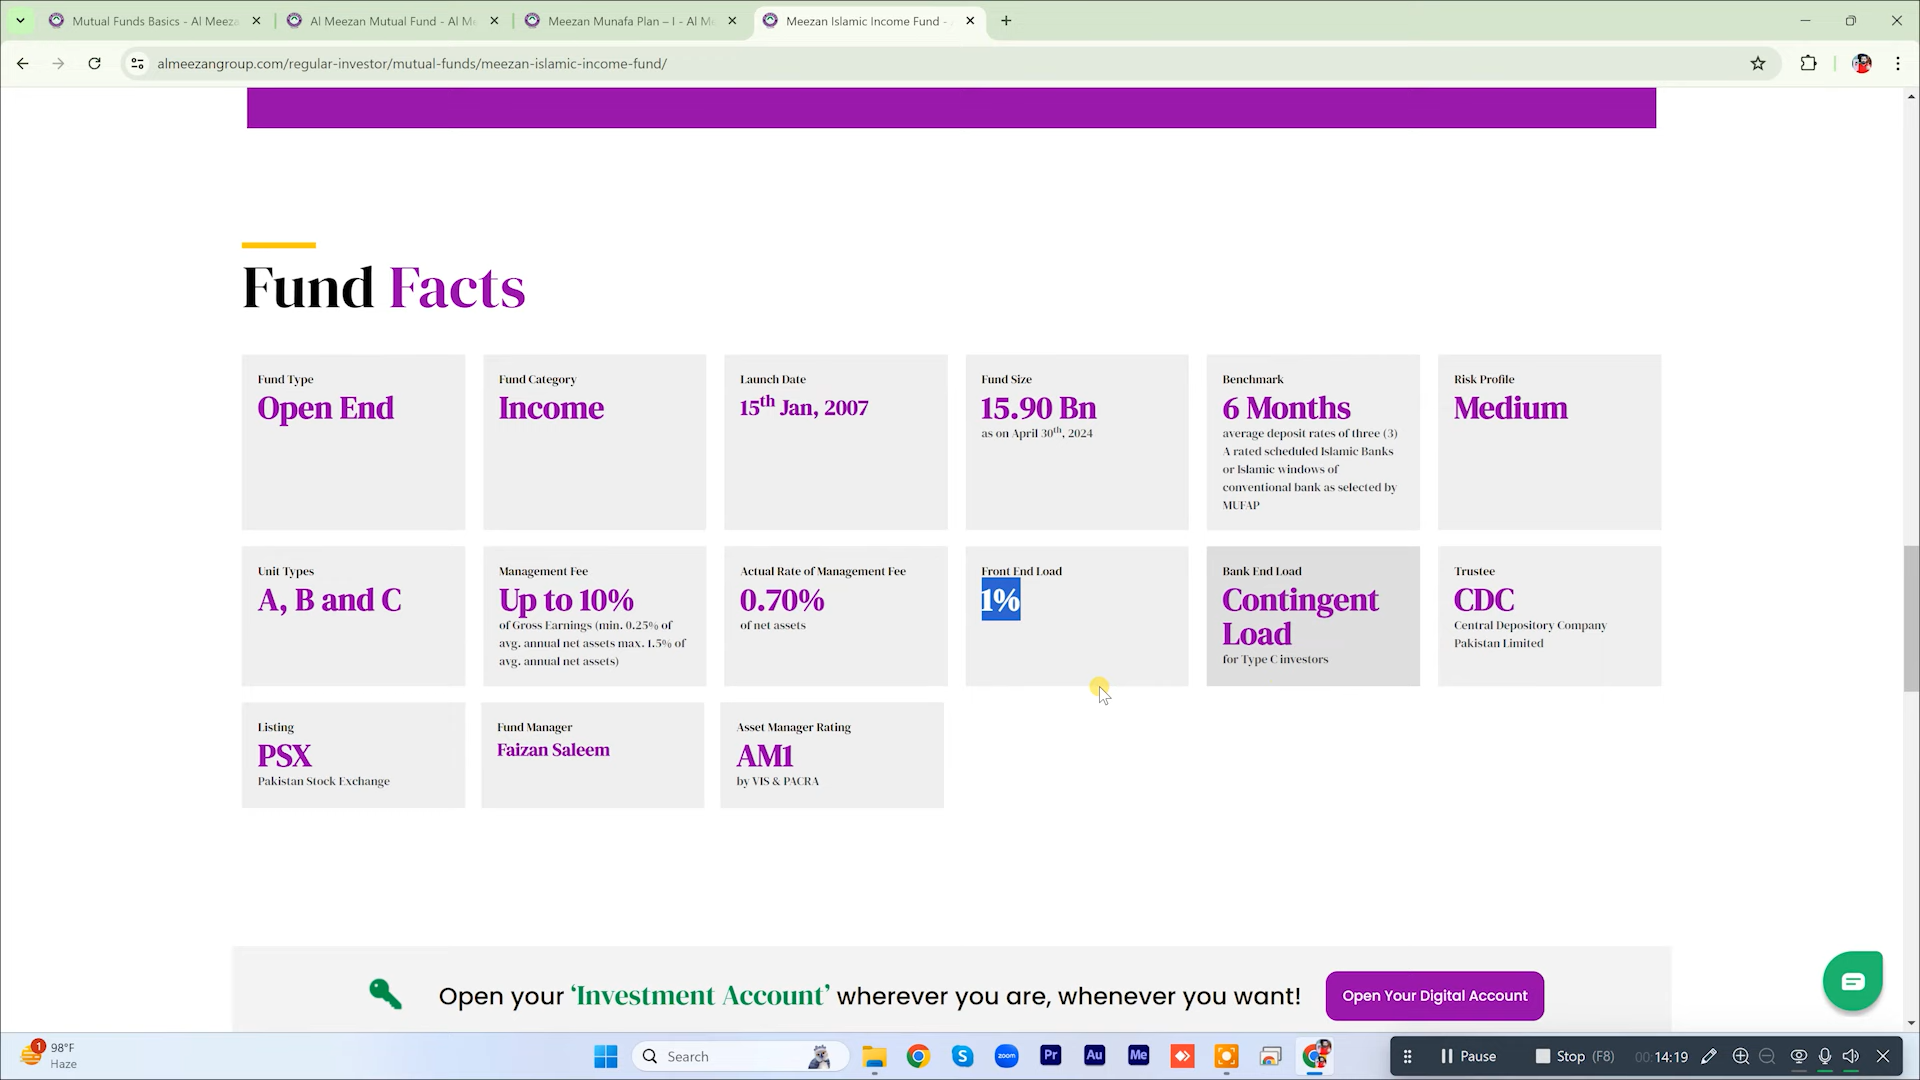 Mutual Funds Basics - Al Meeza
Al Meezan Mutual Fund - Al M
Meezan Munafa Plan – I - Al M
Meezan Islamic Income Fund -
almeezangroup.com/regular-investor/mutual-funds/meezan-islamic-income-fund/
Fund Facts
Fund Type
Open End
Fund Category
Income
Launch Date
15th Jan, 2007
Fund Size
15.90 Bn
as on April 30th, 2024
Benchmark
6 Months
average deposit rates of three (3)
A rated scheduled Islamic Banks
or Islamic windows of
conventional bank as selected by
MUFAP
Risk Profile
Medium
Unit Types
A, B and C
Management Fee
Up to 10%
of Gross Earnings (min. 0.25% of
avg. annual net assets max. 1.5% of
avg. annual net assets)
Actual Rate of Management Fee
0.70%
of net assets
Front End Load
1%
Bank End Load
Contingent
Load
for Type C investors
Trustee
CDC
Central Depository Company
Pakistan Limited
Listing
PSX
Pakistan Stock Exchange
Fund Manager
Faizan Saleem
Asset Manager Rating
AM1
by VIS & PACRA
Open your ‘Investment Account’ wherever you are, whenever you want!
Open Your Digital Account
1
98°F
Haze
Search
zoom
Pr
Au
Me
Pause
Stop (F8)
00:14:19